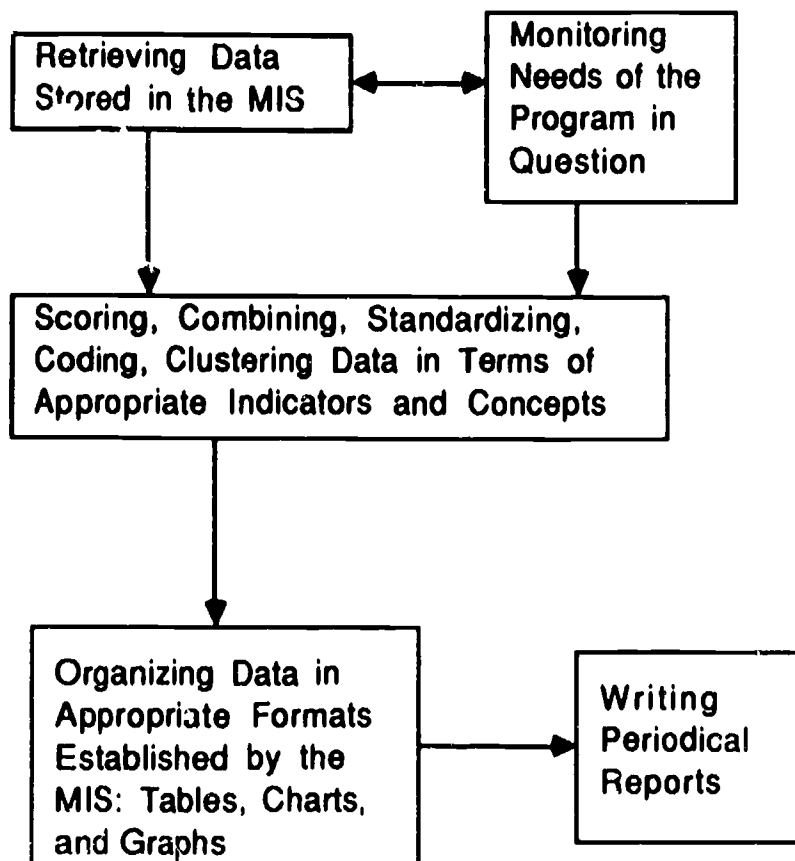 Retrieving Data
Stored in the MIS
Monitoring
Needs of the
Program in
Question
Scoring, Combining, Standardizing,
Coding, Clustering Data in Terms of
Appropriate Indicators and Concepts
Organizing Data in
Appropriate Formats
Established by the
MIS: Tables, Charts,
and Graphs
Writing
Periodical
Reports